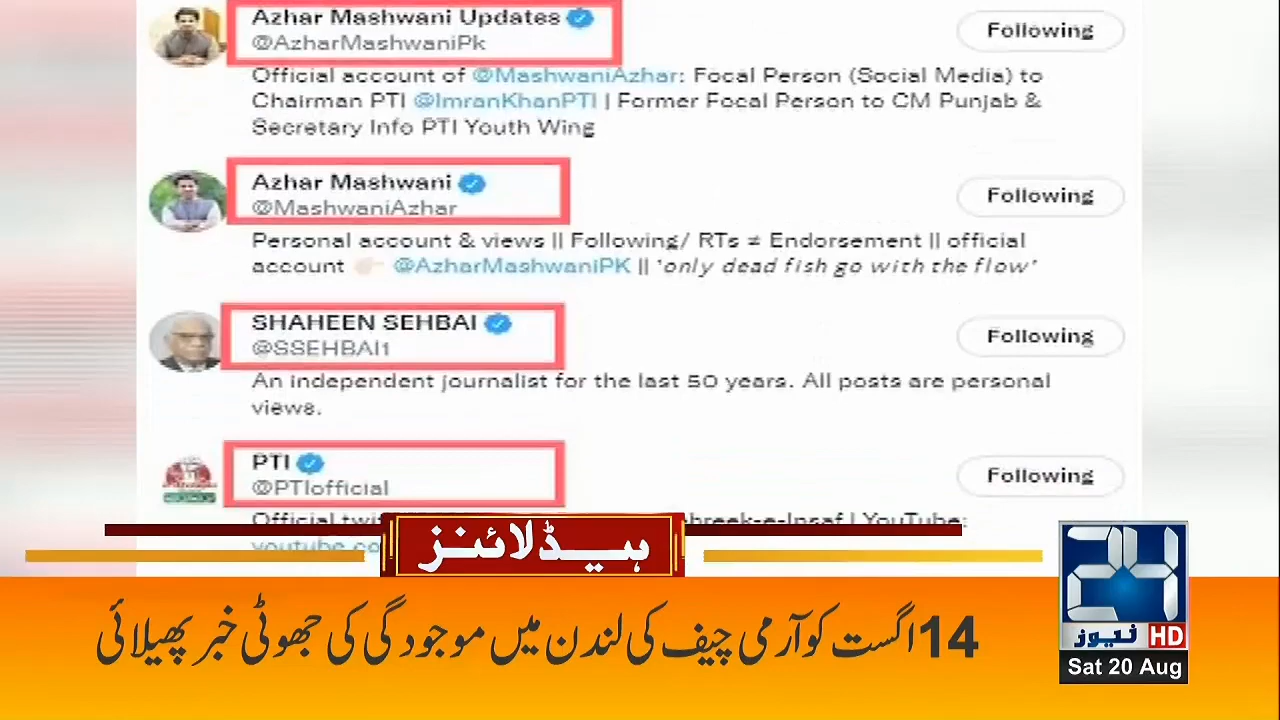 Azhar Mashwani Updates
@AzharMashwaniPk
Following
Official account of @MashwaniAzhar: Focal Person (Social Media) to
Chairman PTI @ImranKhanPTI | Former Focal Person to CM Punjab &
Secretary Info PTI Youth Wing
Azhar Mashwani
@MashwaniAzhar
Following
Personal account & views || Following/ RTs ≠ Endorsement || official
account @AzharMashwaniPK || 'only dead fish go with the flow'
SHAHEEN SEHBAI
@SSEHBAI1
Following
An independent journalist for the last 50 years. All posts are personal
views.
PTI
@PTIofficial
Following
Official hreek-e-Insaf | YouTube:
youtube.co
ہیڈلائنز
14 اگست کو آرمی چیف کی لندن میں موجودگی کی جھوٹی خبر پھیلائی
24
نیوز HD
Sat 20 Aug